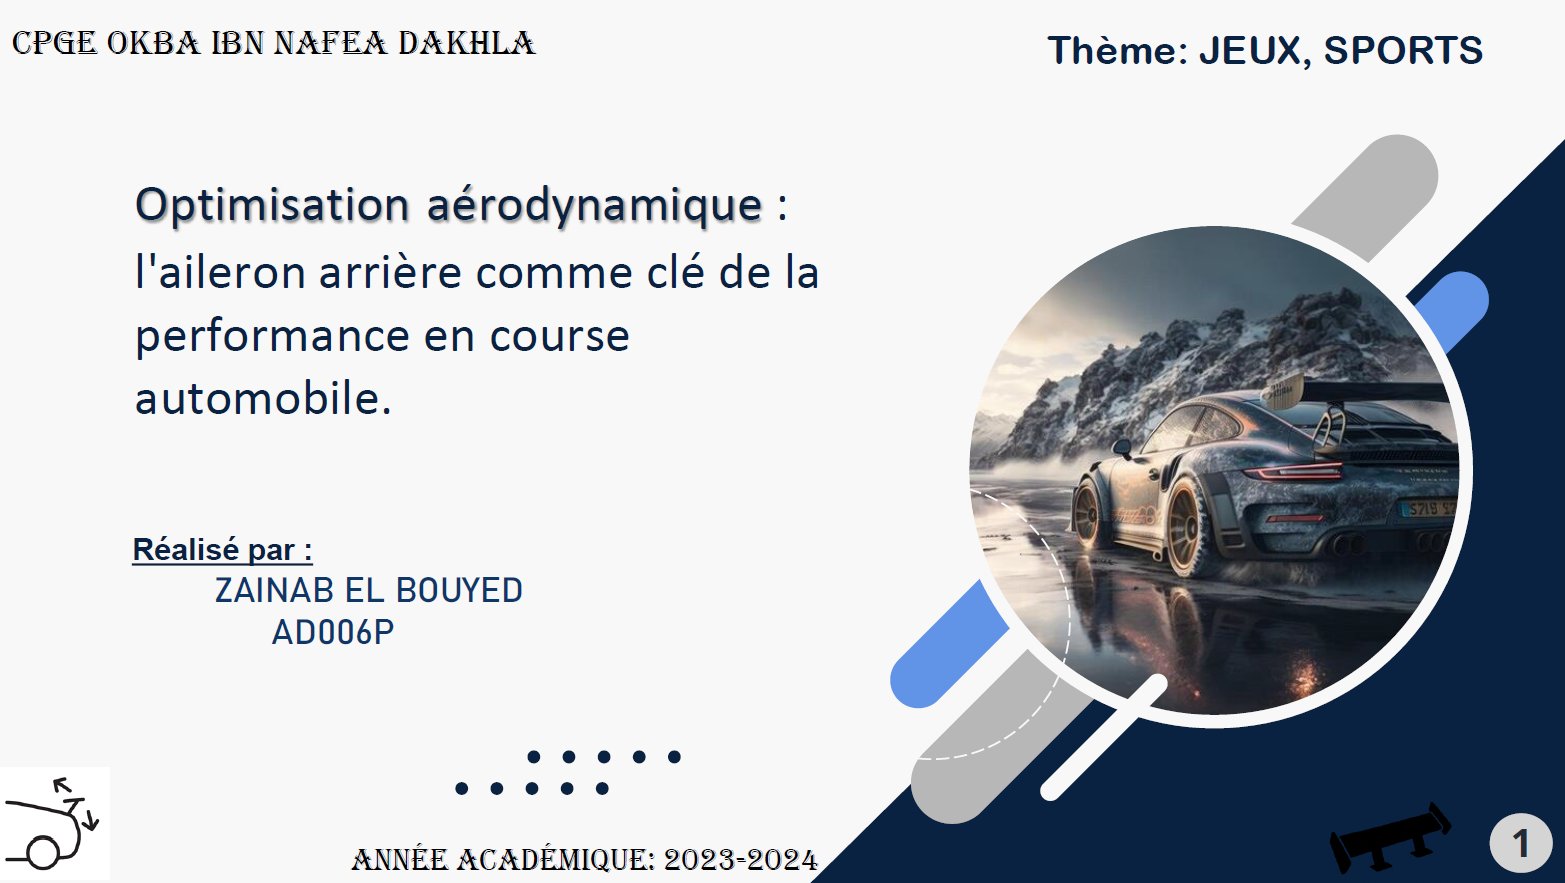 CPGE OKBA IBN NAFEA DAKHLA
Thème: JEUX, SPORTS
Optimisation aérodynamique :
l'aileron arrière comme clé de la
performance en course
automobile.
Réalisé par :
ZAINAB EL BOUYED
AD006P
ANNÉE ACADÉMIQUE: 2023-2024
1